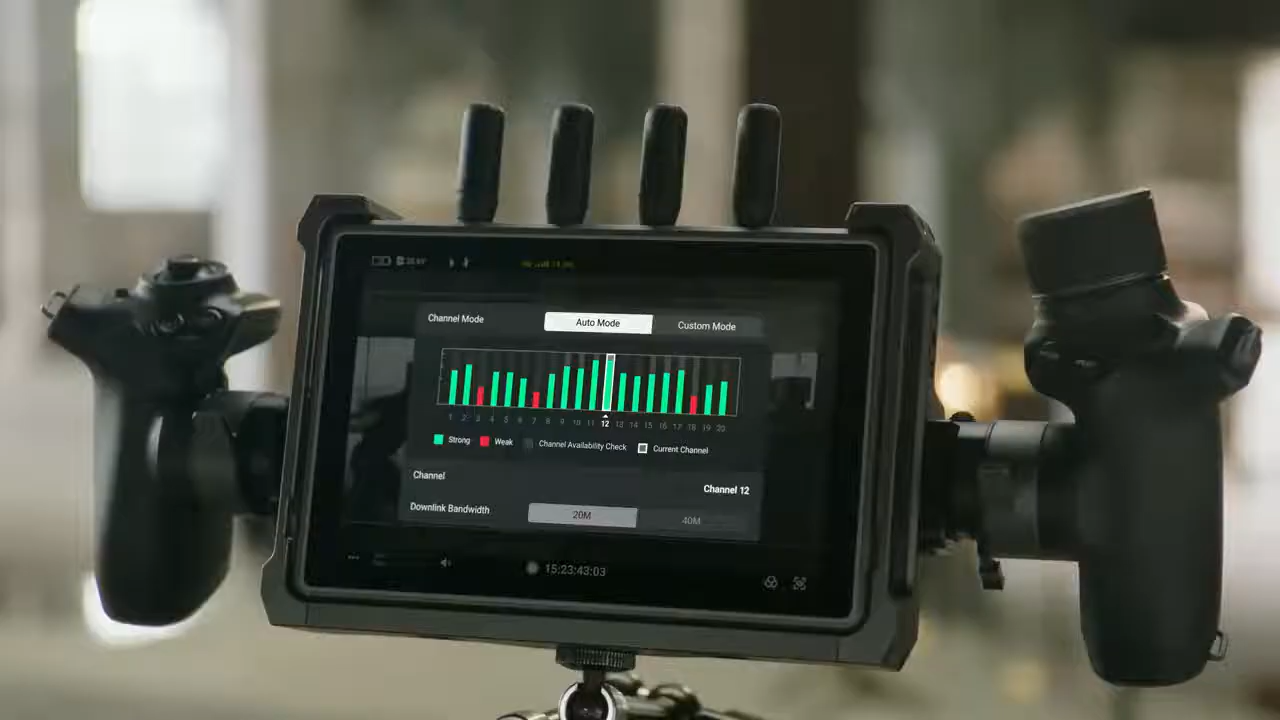 Channel Mode
Auto Mode
Custom Mode
1 2 3 4 5 6 7 8 9 10 11 12 13 14 15 16 17 18 19 20
Strong
Weak
Channel Availability Check
Current Channel
Channel
Channel 12
Downlink Bandwidth
20M
40M
15:23:43:03